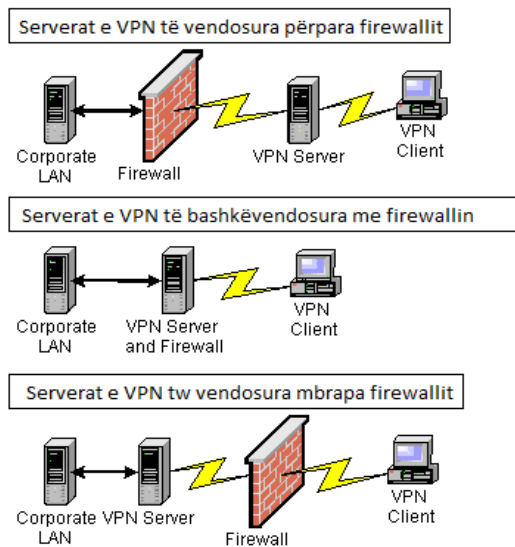 Serverat e VPN të vendosura përpara firewallit
Corporate
LAN
Firewall
VPN Server
VPN
Client
Serverat e VPN të bashkëvendosura me firewallin
Corporate
LAN
VPN Server
and Firewall
VPN
Client
Serverat e VPN tw vendosura mbrapa firewallit
Corporate
LAN
VPN Server
Firewall
VPN
Client